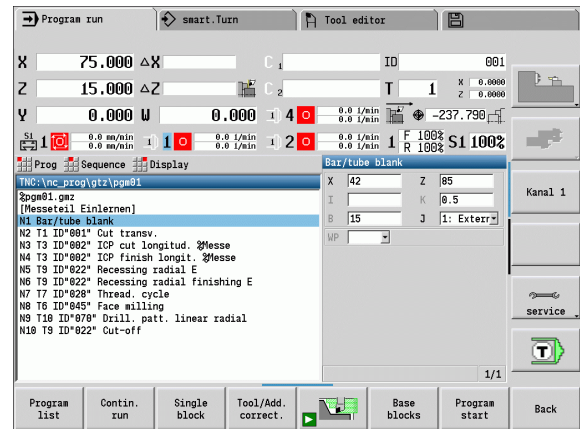 Program run
smart.Turn
Tool editor
X 75.000 △X C 1 ID 001
Z 15.000 △Z C 2 T 1 X 0.0000 Z 0.0000
Y 0.000 U 0.000 1) 4 0 0.0 1/min 0.0 1/min -237.790
S1 1 0.0 mm/min 0.0 mm/min 1) 1 0 0.0 1/min 0.0 1/min 1) 2 0 0.0 1/min 0.0 1/min 1 F 100% R 100% S1 100%
Prog Sequence Display
TNC:\nc_prog\gtz\pgm01
%pgm01.gmz
[Messeteil Einlernen]
N1 Bar/tube blank
N2 T1 ID"001" Cut transv.
N3 T3 ID"002" ICP cut longitud. %Messe
N4 T3 ID"002" ICP finish longit. %Messe
N5 T9 ID"022" Recessing radial E
N6 T9 ID"022" Recessing radial finishing E
N7 T7 ID"028" Thread. cycle
N8 T6 ID"045" Face milling
N9 T10 ID"070" Drill. patt. linear radial
N10 T9 ID"022" Cut-off
Bar/tube blank
X 42 Z 85
I K 0.5
B 15 J 1: Extern
WP
1/1
Kanal 1
service
T
Program list
Contin. run
Single block
Tool/Add. correct.
Base blocks
Program start
Back